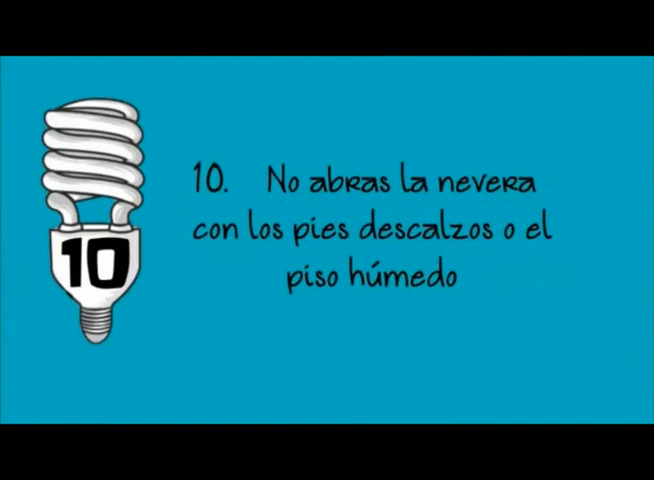 10
10. No abras la nevera
con los pies descalzos o el
piso húmedo